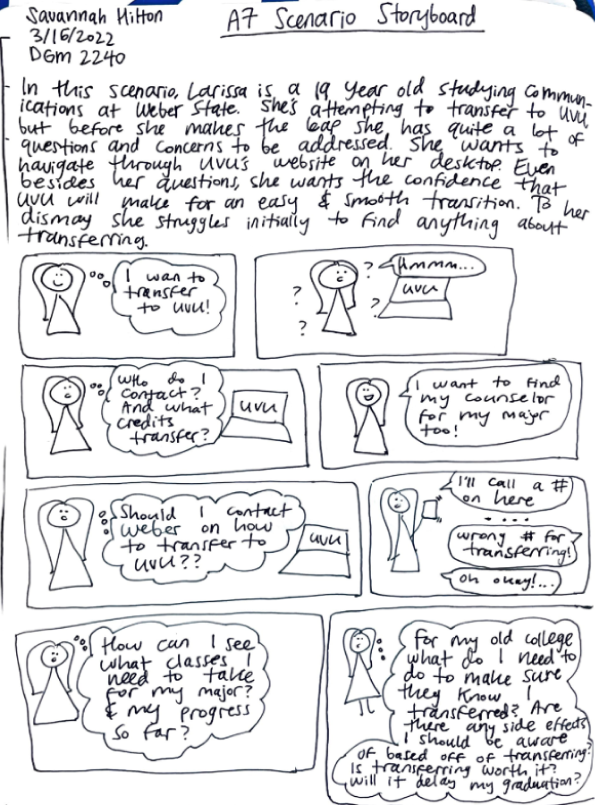 Savannah Hilton
A7 Scenario Storyboard
3/16/2022
DGM 2240
In this scenario, Larissa is a 19 year old studying Commun-
ications at Weber State. She's attempting to transfer to UVU,
but before she makes the leap she has quite a lot of
questions and concerns to be addressed. She wants to
navigate through UVU's website on her desktop. Even
besides her questions, she wants the confidence that
UVU will make for an easy & smooth transition. To her
dismay she struggles initially to find anything about
transferring.
I wan to
transfer
to UVU!
?
?
?
?
Hmmm...
UVU
Who do I
contact?
And what
credits
transfer?
UVU
I want to find
my counselor
for my major
too!
Should I contact
Weber on how
to transfer to
UVU??
UVU
I'll call a #
on here
....
wrong # for
transferring!
oh okay!...
How can I see
what classes I
need to take
for my major?
& my progress
so far?
For my old college
what do I need to
do to make sure
they know I
transferred? Are
there any side effects
I should be aware
of based off of transferring?
Is transferring worth it?
Will it delay my graduation?